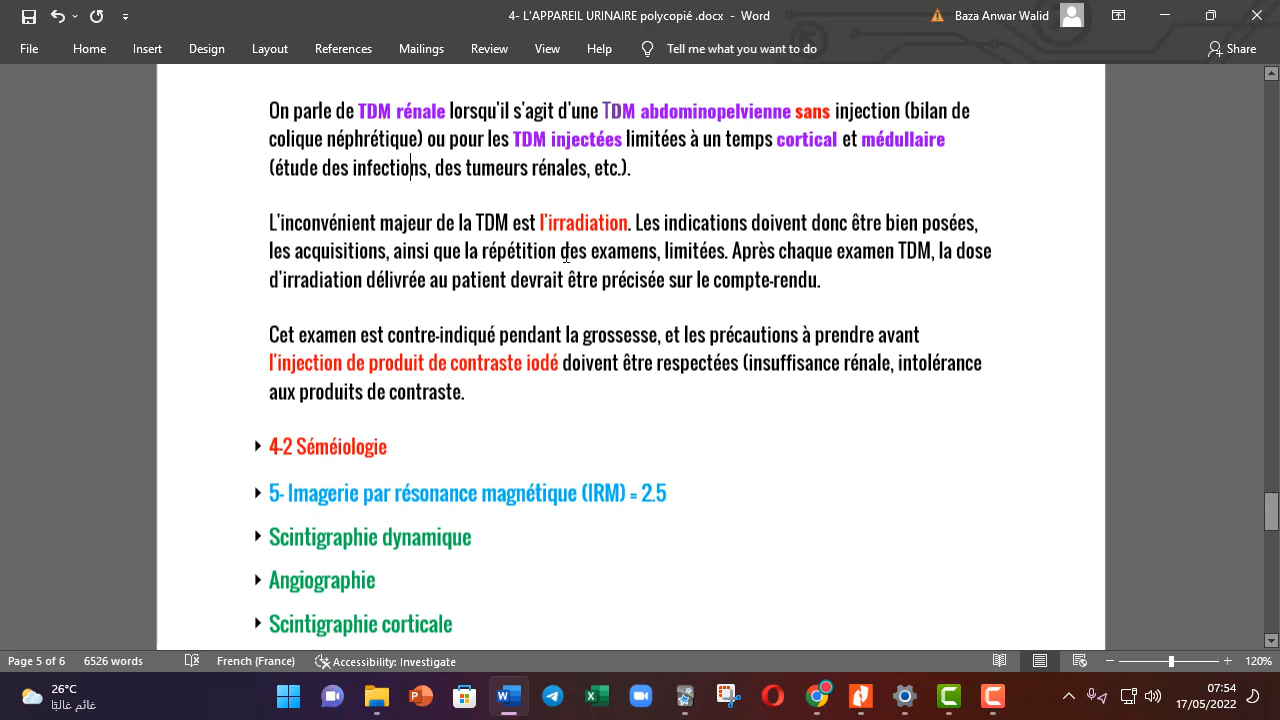 4- L'APPAREIL URINAIRE polycopié .docx - Word
Baza Anwar Walid
File Home Insert Design Layout References Mailings Review View Help Tell me what you want to do Share
On parle de TDM rénale lorsqu'il s'agit d'une TDM abdominopelvienne sans injection (bilan de
colique néphrétique) ou pour les TDM injectées limitées à un temps cortical et médullaire
(étude des infections, des tumeurs rénales, etc.).
L'inconvénient majeur de la TDM est l'irradiation. Les indications doivent donc être bien posées,
les acquisitions, ainsi que la répétition des examens, limitées. Après chaque examen TDM, la dose
d'irradiation délivrée au patient devrait être précisée sur le compte-rendu.
Cet examen est contre-indiqué pendant la grossesse, et les précautions à prendre avant
l'injection de produit de contraste iodé doivent être respectées (insuffisance rénale, intolérance
aux produits de contraste.
4-2 Séméiologie
5- Imagerie par résonance magnétique (IRM) = 2.5
Scintigraphie dynamique
Angiographie
Scintigraphie corticale
Page 5 of 6 6526 words French (France) Accessibility: Investigate 120%
26°C
غائم غالبًا
07:54
17/05/2022